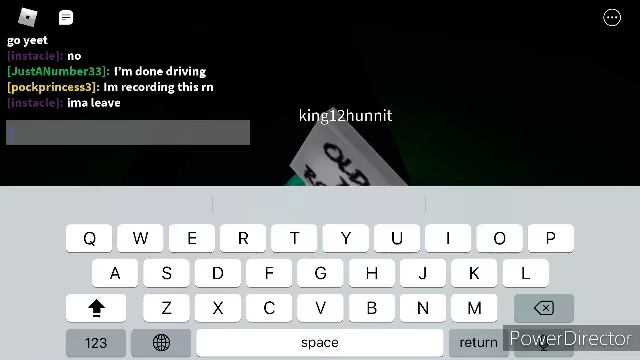 go yeet
[instacle]: no
[JustANumber33]: I'm done driving
[pockprincess3]: Im recording this rn
[instacle]: ima leave
king12hunnit
OLD
Q W E R T Y U I O P
A S D F G H J K L
Z X C V B N M
123 space return
PowerDirector